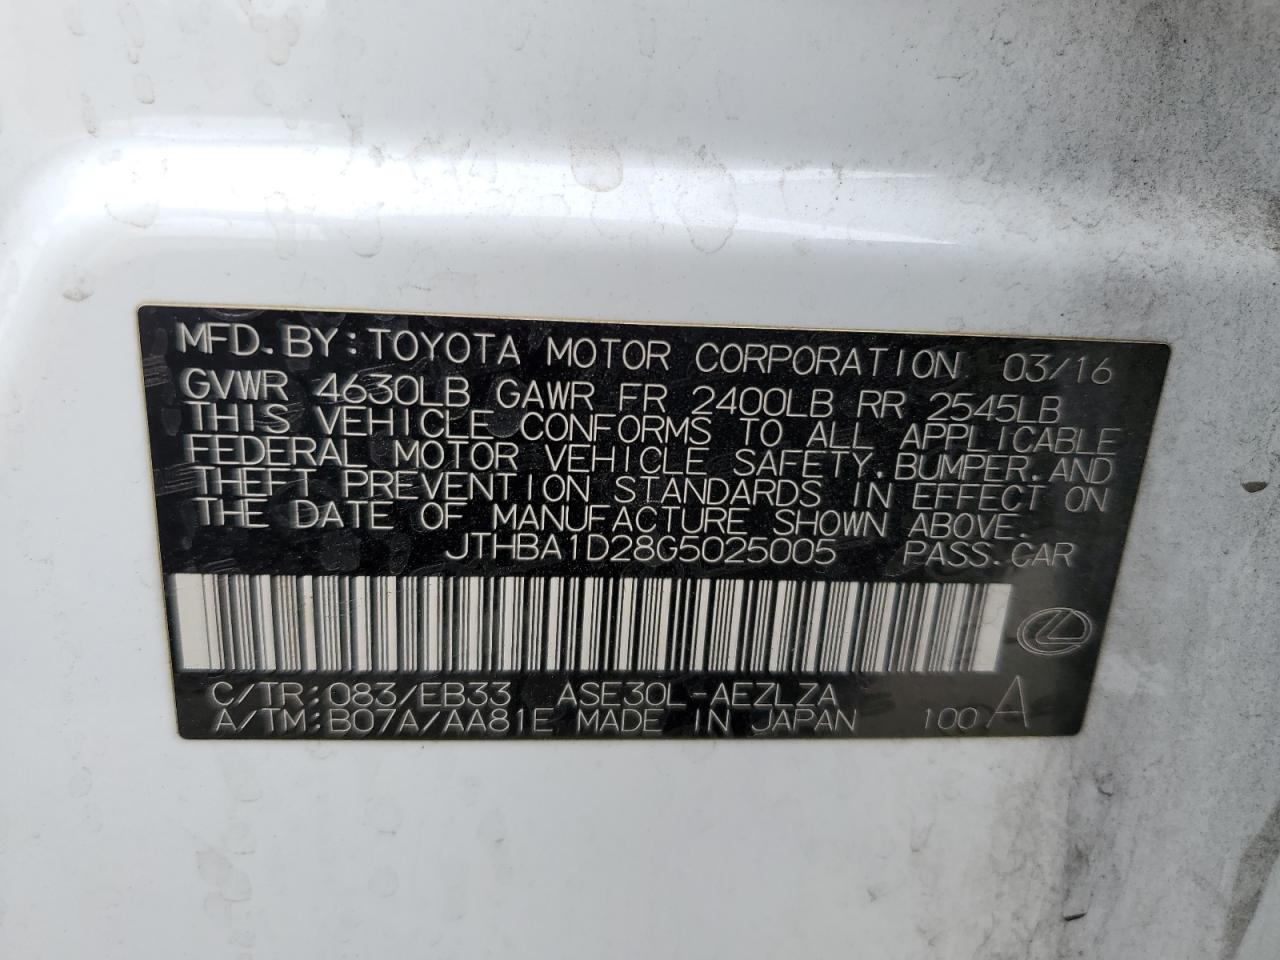 MFD.BY:TOYOTA MOTOR CORPORATION 03/16
GVWR 4630LB GAWR FR 2400LB RR 2545LB
THIS VEHICLE CONFORMS TO ALL APPLICABLE
FEDERAL MOTOR VEHICLE SAFETY,BUMPER,AND
THEFT PREVENTION STANDARDS IN EFFECT ON
THE DATE OF MANUFACTURE SHOWN ABOVE.
JTHBA1D28G5025005 PASS.CAR
C/TR:083/EB33 ASE30L-AEZLZA
A/TM:B07A/AA81E MADE IN JAPAN 100 A